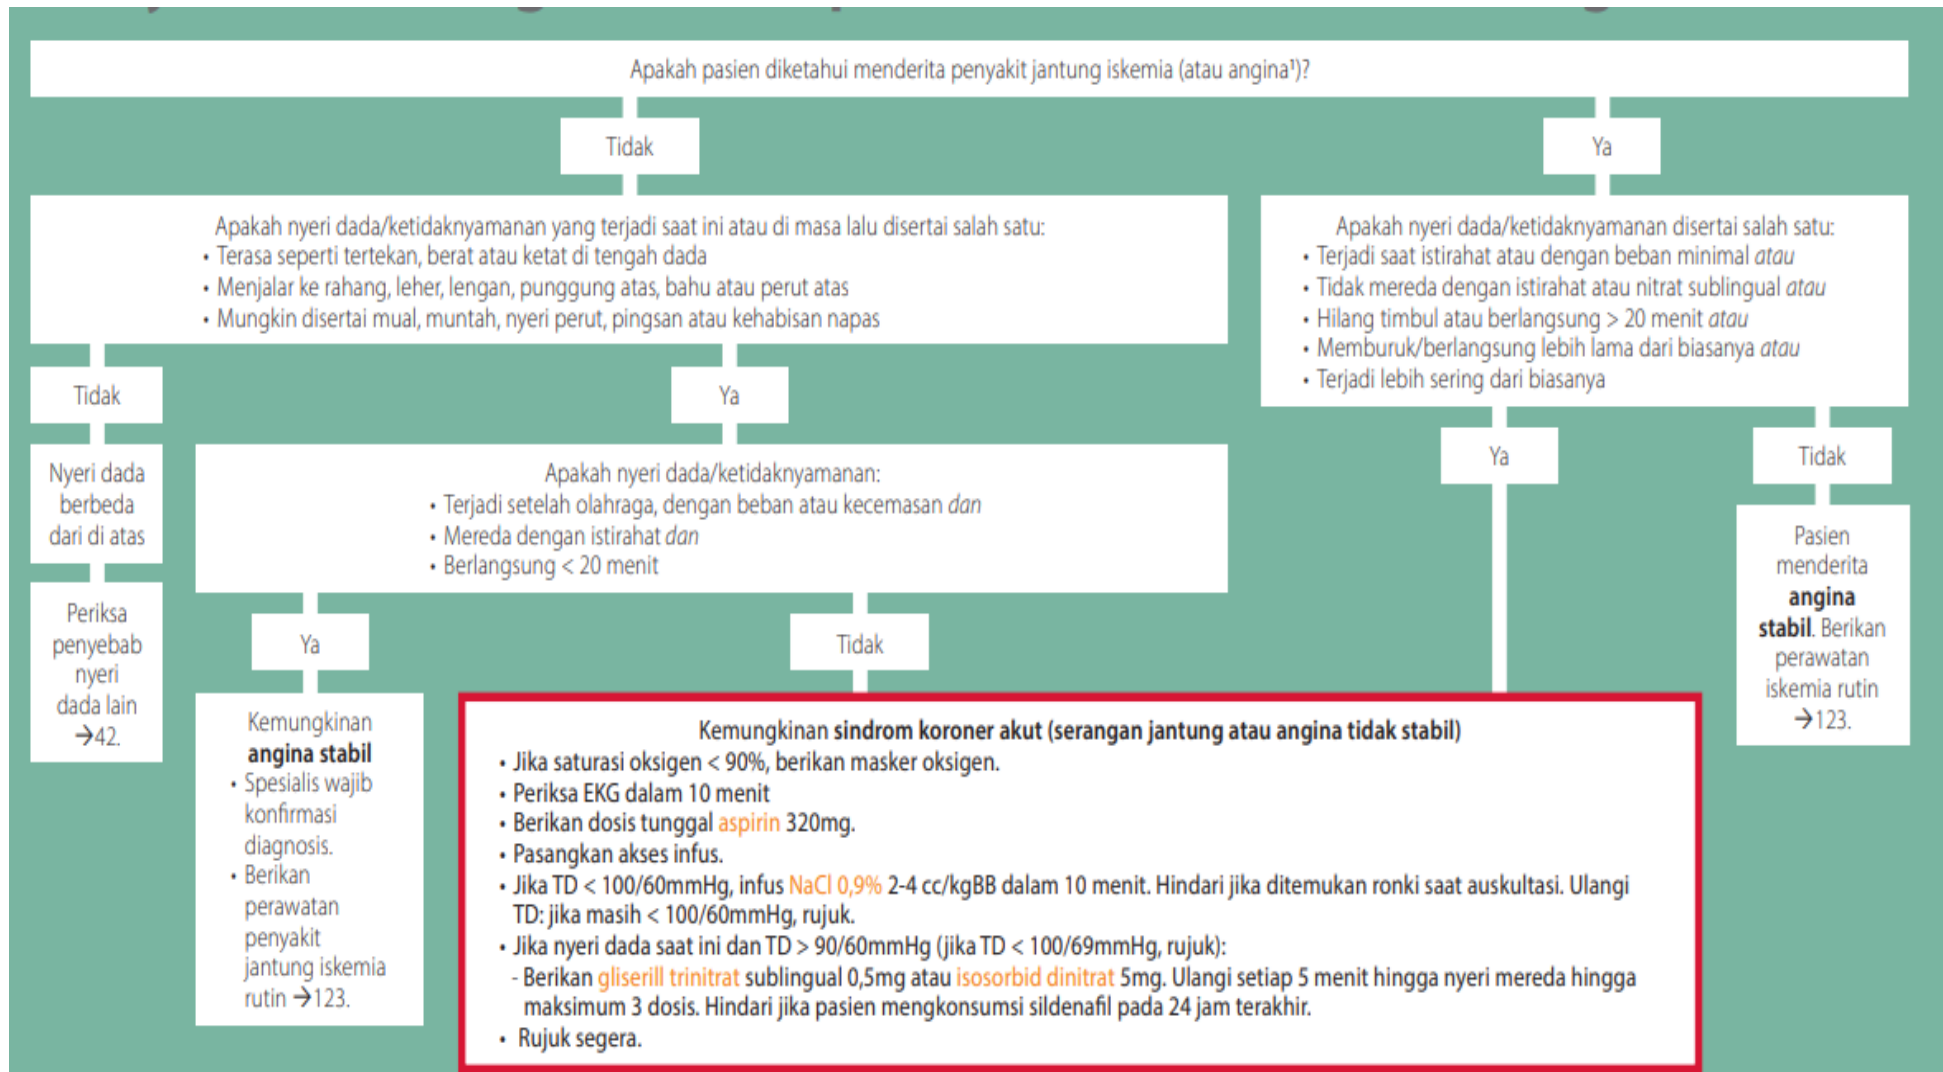 Apakah pasien diketahui menderita penyakit jantung iskemia (atau angina¹)?
Tidak
Ya
Apakah nyeri dada/ketidaknyamanan yang terjadi saat ini atau di masa lalu disertai salah satu:
• Terasa seperti tertekan, berat atau ketat di tengah dada
• Menjalar ke rahang, leher, lengan, punggung atas, bahu atau perut atas
• Mungkin disertai mual, muntah, nyeri perut, pingsan atau kehabisan napas
Apakah nyeri dada/ketidaknyamanan disertai salah satu:
• Terjadi saat istirahat atau dengan beban minimal atau
• Tidak mereda dengan istirahat atau nitrat sublingual atau
• Hilang timbul atau berlangsung > 20 menit atau
• Memburuk/berlangsung lebih lama dari biasanya atau
• Terjadi lebih sering dari biasanya
Tidak
Ya
Ya
Tidak
Nyeri dada
berbeda
dari di atas
Periksa
penyebab
nyeri
dada lain
→42.
Apakah nyeri dada/ketidaknyamanan:
• Terjadi setelah olahraga, dengan beban atau kecemasan dan
• Mereda dengan istirahat dan
• Berlangsung < 20 menit
Ya
Tidak
Kemungkinan
angina stabil
• Spesialis wajib
konfirmasi
diagnosis.
• Berikan
perawatan
penyakit
jantung iskemia
rutin →123.
Kemungkinan sindrom koroner akut (serangan jantung atau angina tidak stabil)
• Jika saturasi oksigen < 90%, berikan masker oksigen.
• Periksa EKG dalam 10 menit
• Berikan dosis tunggal aspirin 320mg.
• Pasangkan akses infus.
• Jika TD < 100/60mmHg, infus NaCl 0,9% 2-4 cc/kgBB dalam 10 menit. Hindari jika ditemukan ronki saat auskultasi. Ulangi
TD: jika masih < 100/60mmHg, rujuk.
• Jika nyeri dada saat ini dan TD > 90/60mmHg (jika TD < 100/69mmHg, rujuk):
- Berikan gliserill trinitrat sublingual 0,5mg atau isosorbid dinitrat 5mg. Ulangi setiap 5 menit hingga nyeri mereda hingga
maksimum 3 dosis. Hindari jika pasien mengkonsumsi sildenafil pada 24 jam terakhir.
• Rujuk segera.
Pasien
menderita
angina
stabil. Berikan
perawatan
iskemia rutin
→123.